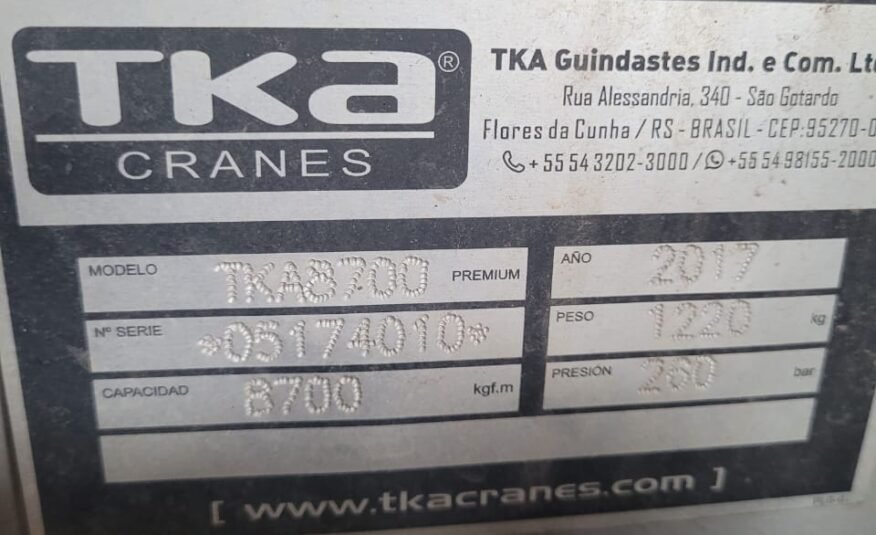 TKA®
CRANES
TKA Guindastes Ind. e Com. Lt
Rua Alessandria, 340 - São Gotardo
Flores da Cunha / RS - BRASIL - CEP: 95270-0
+55 54 3202-3000 / +55 54 98155-2000
MODELO TKA8700 PREMIUM
AÑO 2017
Nº SERIE *05174010*
PESO 1220 kg
CAPACIDAD 8700 kgf.m
PRESIÓN bar
[ www.tkacranes.com ]